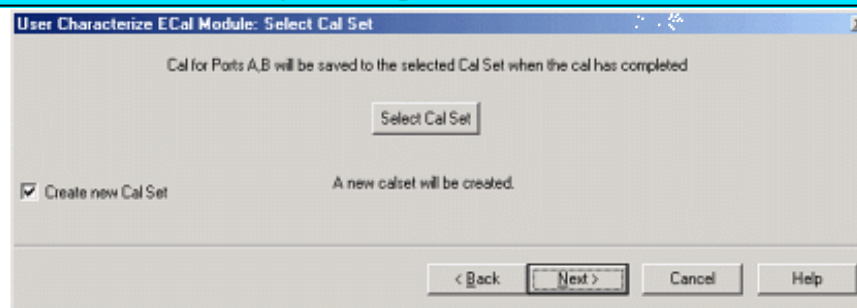 User Characterize ECal Module: Select Cal Set
Cal for Ports A,B will be saved to the selected Cal Set when the cal has completed
Select Cal Set
Create new Cal Set
A new calset will be created.
< Back
Next >
Cancel
Help